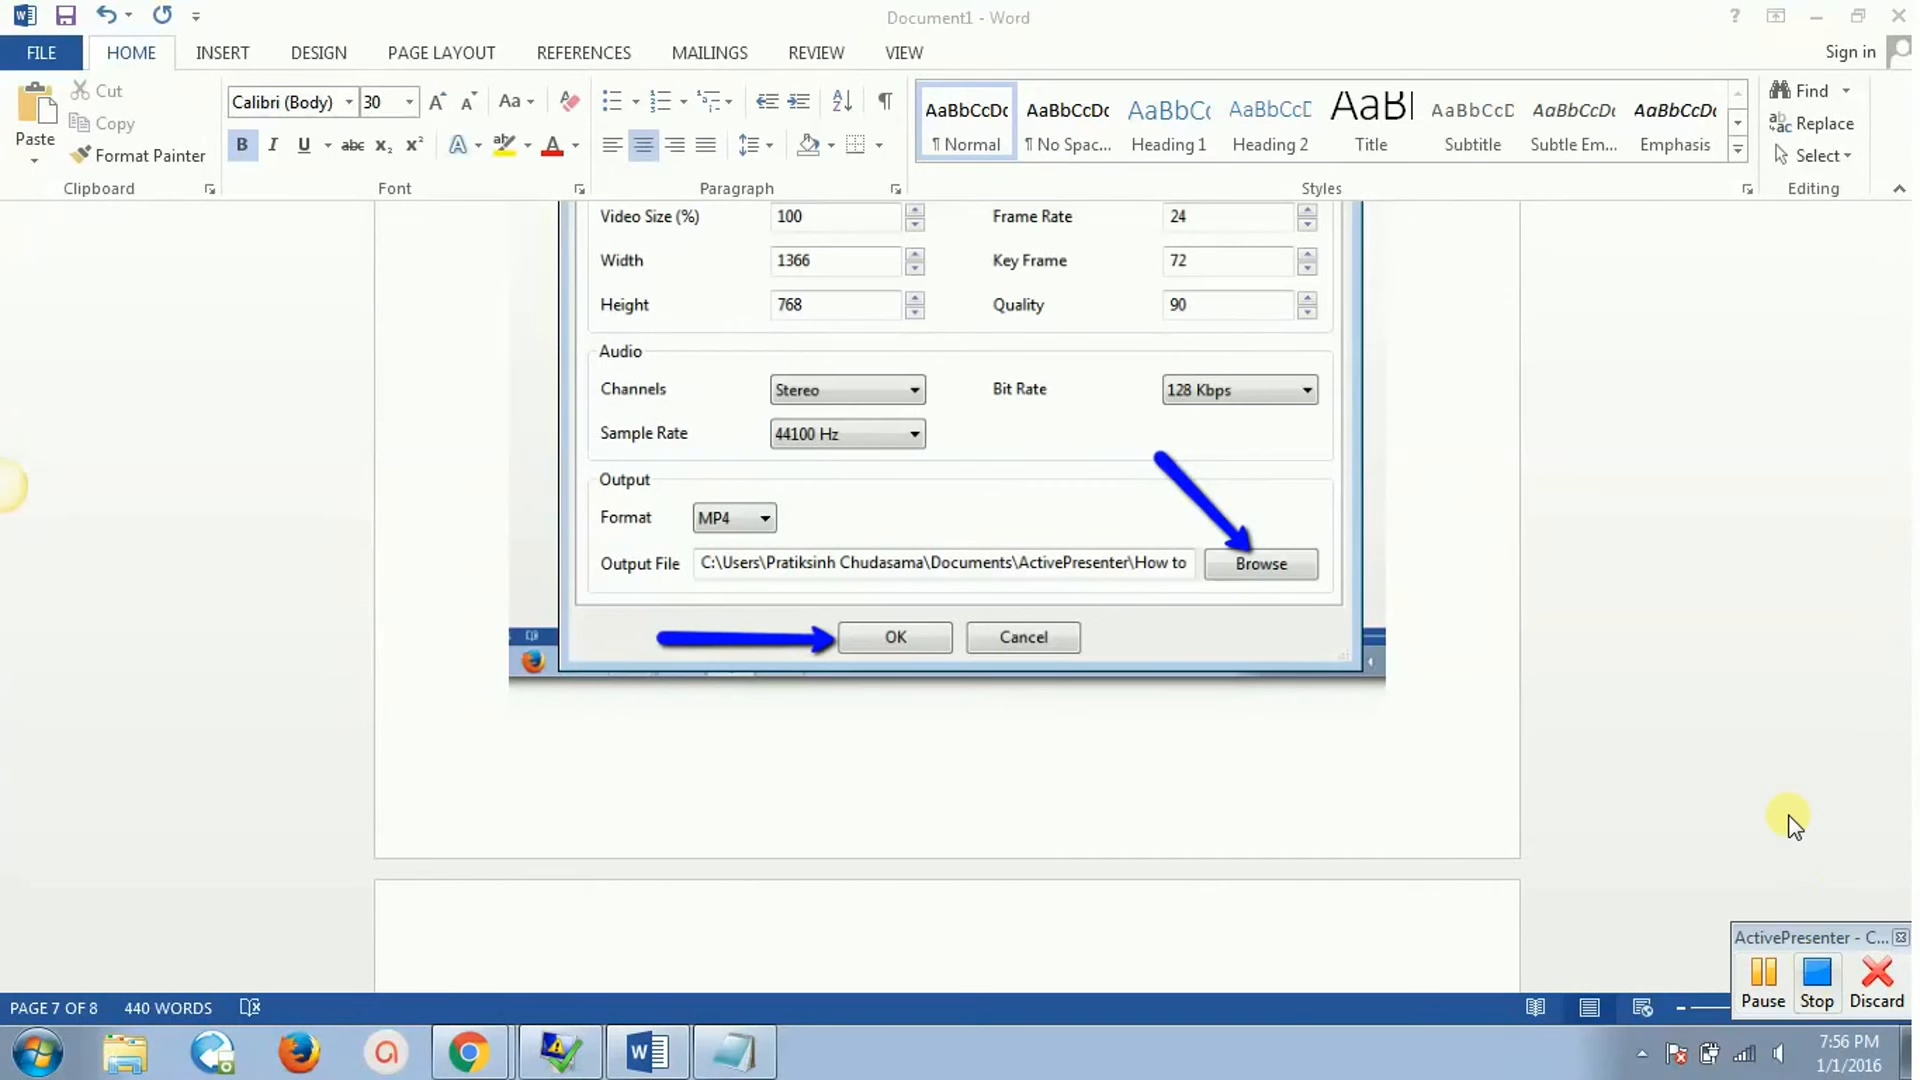 Document1 - Word
FILE HOME INSERT DESIGN PAGE LAYOUT REFERENCES MAILINGS REVIEW VIEW Sign in
Paste
Cut
Copy
Format Painter
Clipboard
Calibri (Body) 30
Font
Paragraph
AaBbCcDc AaBbCcDc AaBbCc AaBbCcD AaBl AaBbCcD AaBbCcDc AaBbCcDc
¶ Normal ¶ No Spac... Heading 1 Heading 2 Title Subtitle Subtle Em... Emphasis
Styles
Find
Replace
Select
Editing
Video Size (%) 100 Frame Rate 24
Width 1366 Key Frame 72
Height 768 Quality 90
Audio
Channels Stereo Bit Rate 128 Kbps
Sample Rate 44100 Hz
Output
Format MP4
Output File C:\Users\Pratiksinh Chudasama\Documents\ActivePresenter\How to Browse
OK Cancel
ActivePresenter - C...
Pause Stop Discard
PAGE 7 OF 8 440 WORDS
7:56 PM
1/1/2016